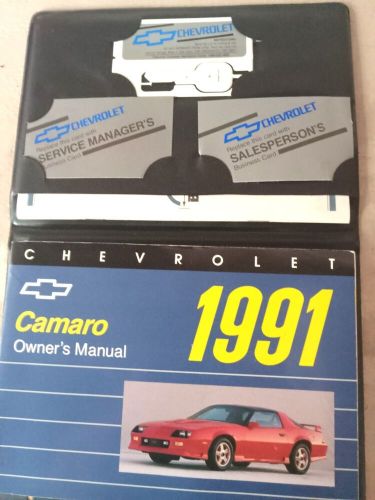 CHEVROLET
CHEVROLET
Replace this card with
SERVICE MANAGER'S
Business Card
CHEVROLET
Replace this card with
SALESPERSON'S
Business Card
CHEVROLET
1991
Camaro
Owner's Manual